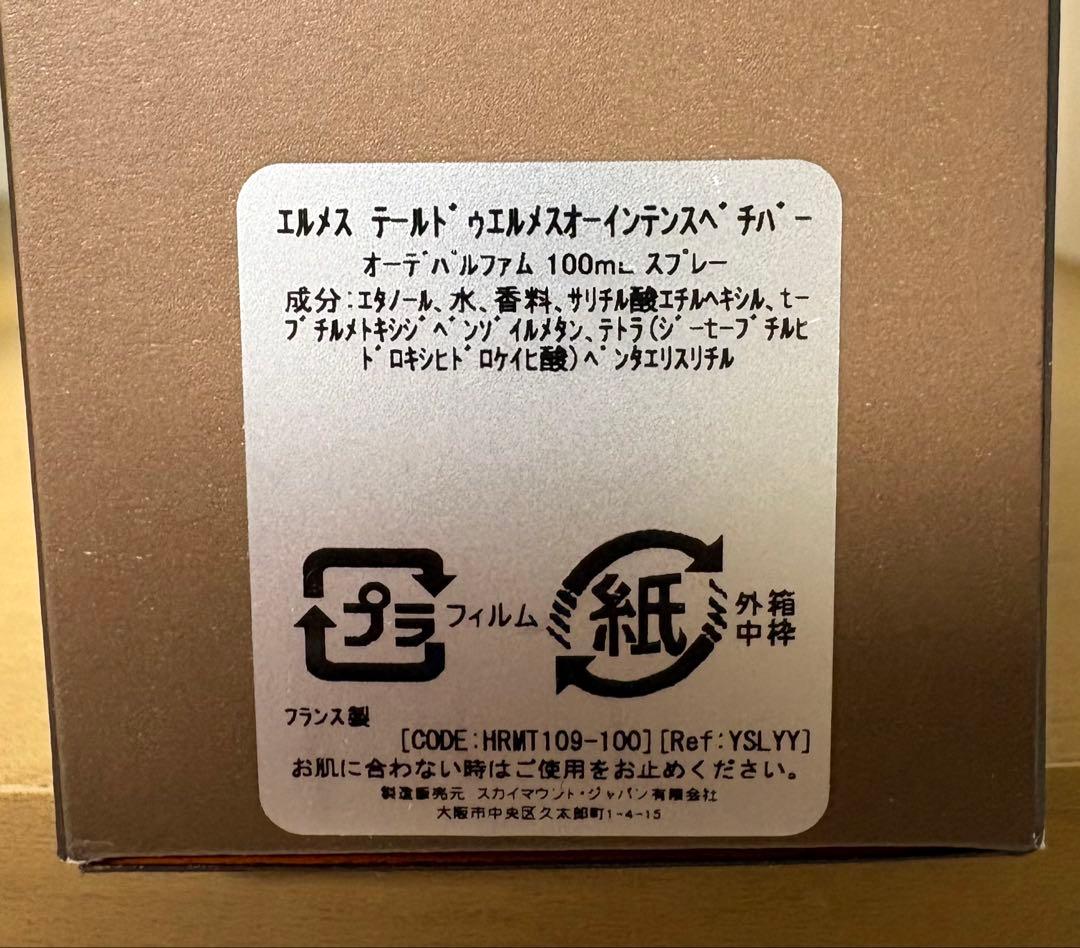 エルメス テールドゥエルメスオーインテンスベチバー
オーデパルファム 100mL スプレー
成分:エタノール、水、香料、サリチル酸エチルヘキシル、t-
ブチルメトキシジベンゾイルメタン、テトラ(ジーt-ブチルヒ
ドロキシヒドロケイヒ酸)ペンタエリスリチル
プラ フィルム 紙 外箱
中枠
フランス製
[CODE:HRMT109-100][Ref:YSLYY]
お肌に合わない時はご使用をお止めください。
製造販売元 スカイマウント・ジャパン有限会社
大阪市中央区久太郎町1-4-15